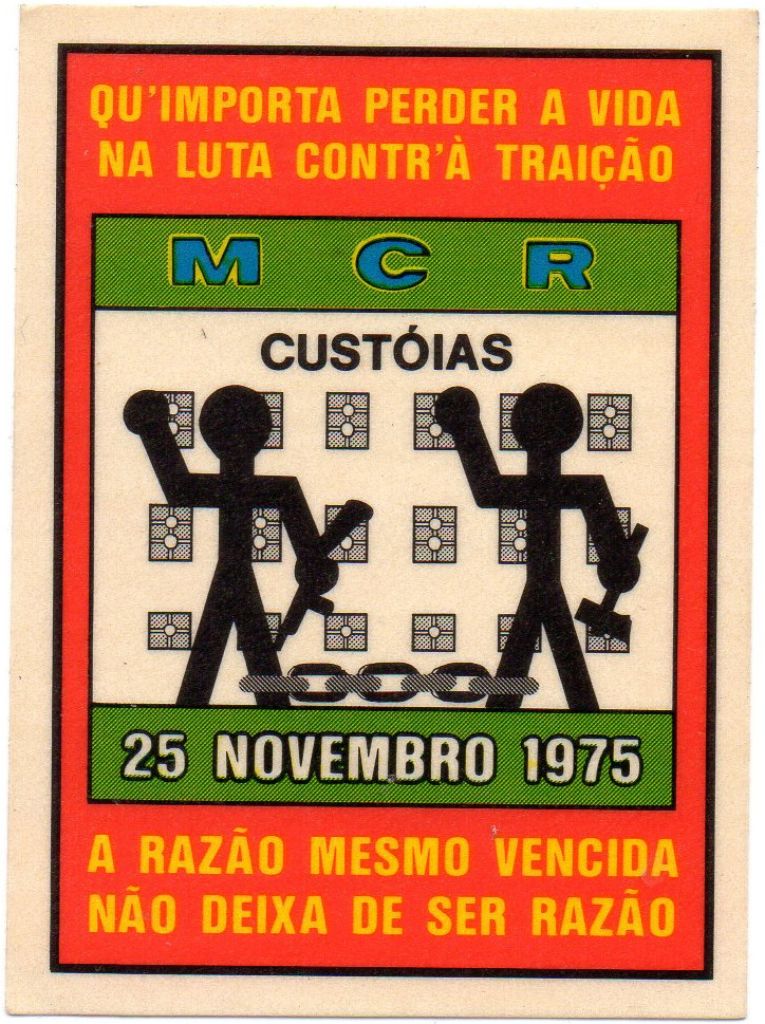 QU'IMPORTA PERDER A VIDA
NA LUTA CONTR'À TRAIÇÃO
M C R
CUSTÓIAS
25 NOVEMBRO 1975
A RAZÃO MESMO VENCIDA
NÃO DEIXA DE SER RAZÃO